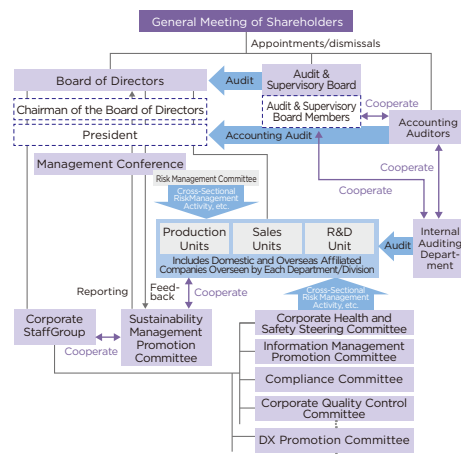 General Meeting of Shareholders
Appointments/dismissals
Board of Directors
Audit
Audit &
Supervisory Board
Chairman of the Board of Directors
Audit & Supervisory
Board Members
Cooperate
Accounting
Auditors
President
Accounting Audit
Management Conference
Cooperate
Cooperate
Risk Management Committee
Cross-Sectional
RiskManagement
Activity, etc.
Production
Units
Sales
Units
R&D
Unit
Includes Domestic and Overseas Affiliated
Companies Overseen by Each Department/Division
Audit
Internal
Auditing
Depart-
ment
Reporting
Feed-
back
Cooperate
Cross-Sectional
Risk Management
Activity, etc.
Corporate
StaffGroup
Cooperate
Sustainability
Management
Promotion
Committee
Corporate Health and
Safety Steering Committee
Information Management
Promotion Committee
Compliance Committee
Corporate Quality Control
Committee
DX Promotion Committee